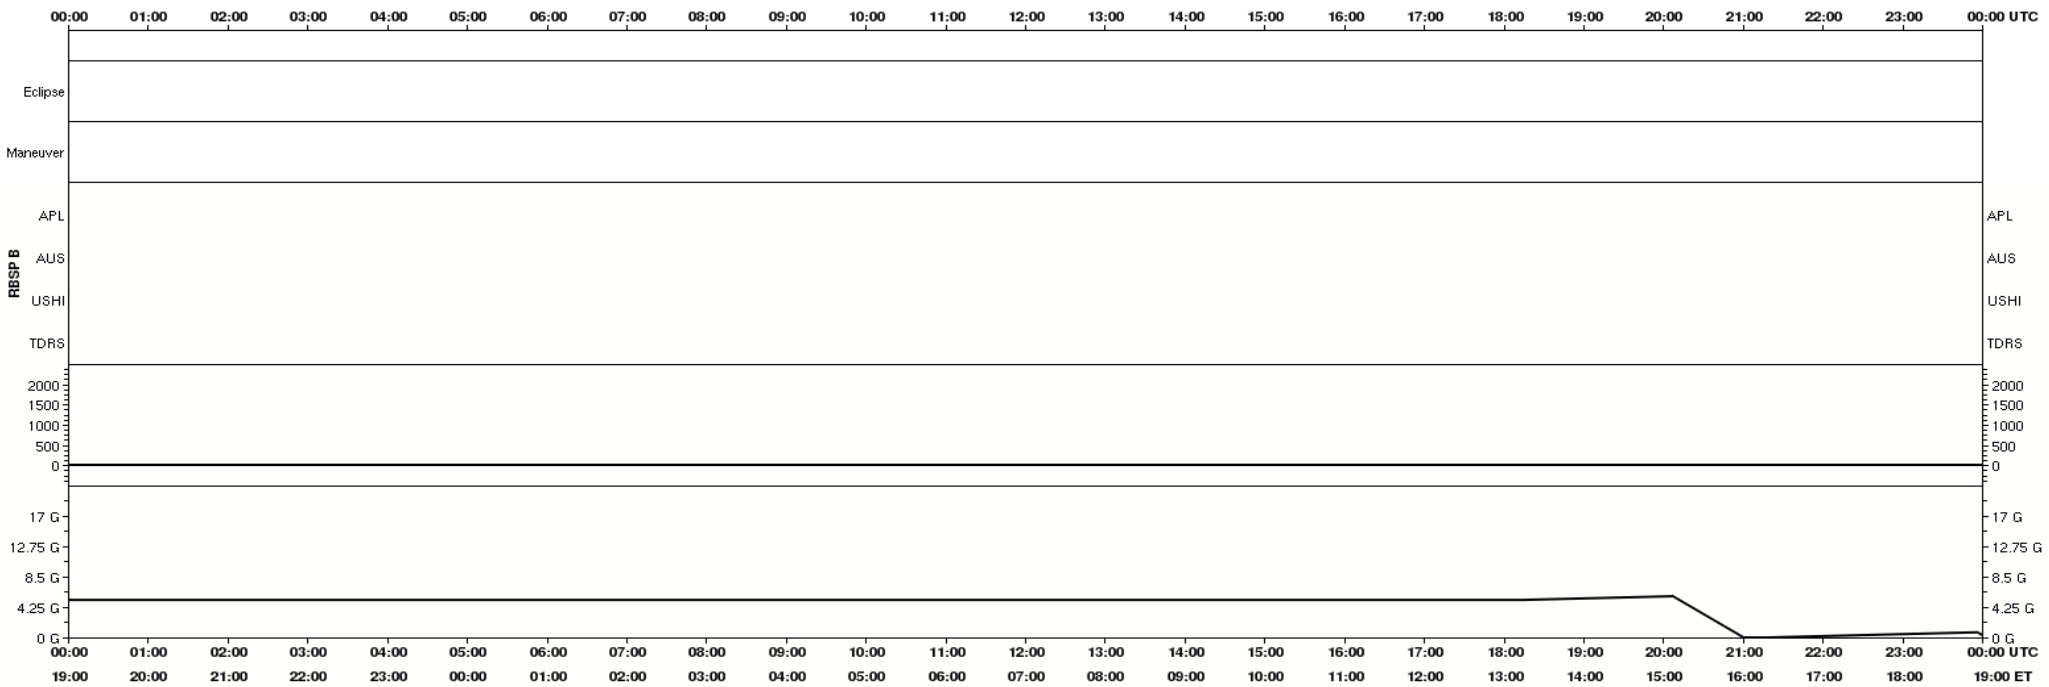 00:00 01:00 02:00 03:00 04:00 05:00 06:00 07:00 08:00 09:00 10:00 11:00 12:00 13:00 14:00 15:00 16:00 17:00 18:00 19:00 20:00 21:00 22:00 23:00 00:00 UTC
Eclipse
Maneuver
RBSP B
APL APL
AUS AUS
USHI USHI
TDRS TDRS
2000 2000
1500 1500
1000 1000
500 500
0 0
17 G 17 G
12.75 G 12.75 G
8.5 G 8.5 G
4.25 G 4.25 G
0 G 0 G
00:00 01:00 02:00 03:00 04:00 05:00 06:00 07:00 08:00 09:00 10:00 11:00 12:00 13:00 14:00 15:00 16:00 17:00 18:00 19:00 20:00 21:00 22:00 23:00 00:00 UTC
19:00 20:00 21:00 22:00 23:00 00:00 01:00 02:00 03:00 04:00 05:00 06:00 07:00 08:00 09:00 10:00 11:00 12:00 13:00 14:00 15:00 16:00 17:00 18:00 19:00 ET